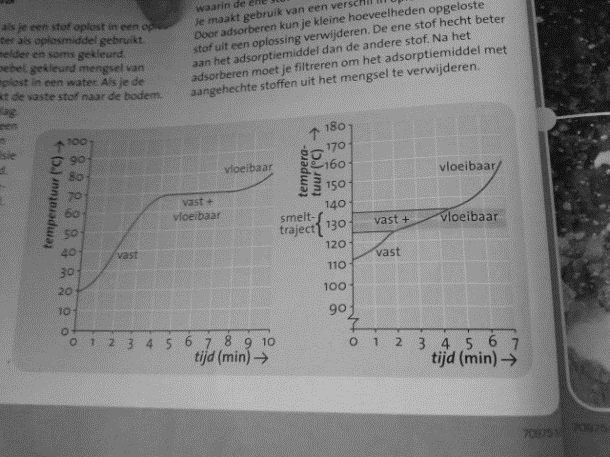 als je een stof oplost in een
ter als oplosmiddel gebruikt.
helder en soms gekleurd.
oebel, gekleurd mengsel van
oplost in een water. Als je de
kt de vaste stof naar de bodem.
lag.
een
sie
d.
waarin de ene
Je maakt gebruik van een verschil in
Door adsorberen kun je kleine hoeveelheden opgeloste
stof uit een oplossing verwijderen. De ene stof hecht beter
aan het adsorptiemiddel dan de andere stof. Na het
adsorberen moet je filtreren om het adsorptiemiddel met
aangehechte stoffen uit het mengsel te verwijderen.
temperatuur (°C) →
100
90
80
70
60
50
40
30
20
10
0
vloeibaar
vast +
vloeibaar
vast
0 1 2 3 4 5 6 7 8 9 10
tijd (min) →
tempera-
tuur (°C) →
180
170
160
150
140
130
120
110
100
90
smelt-
traject
vloeibaar
vast + vloeibaar
vast
0 1 2 3 4 5 6 7
tijd (min) →